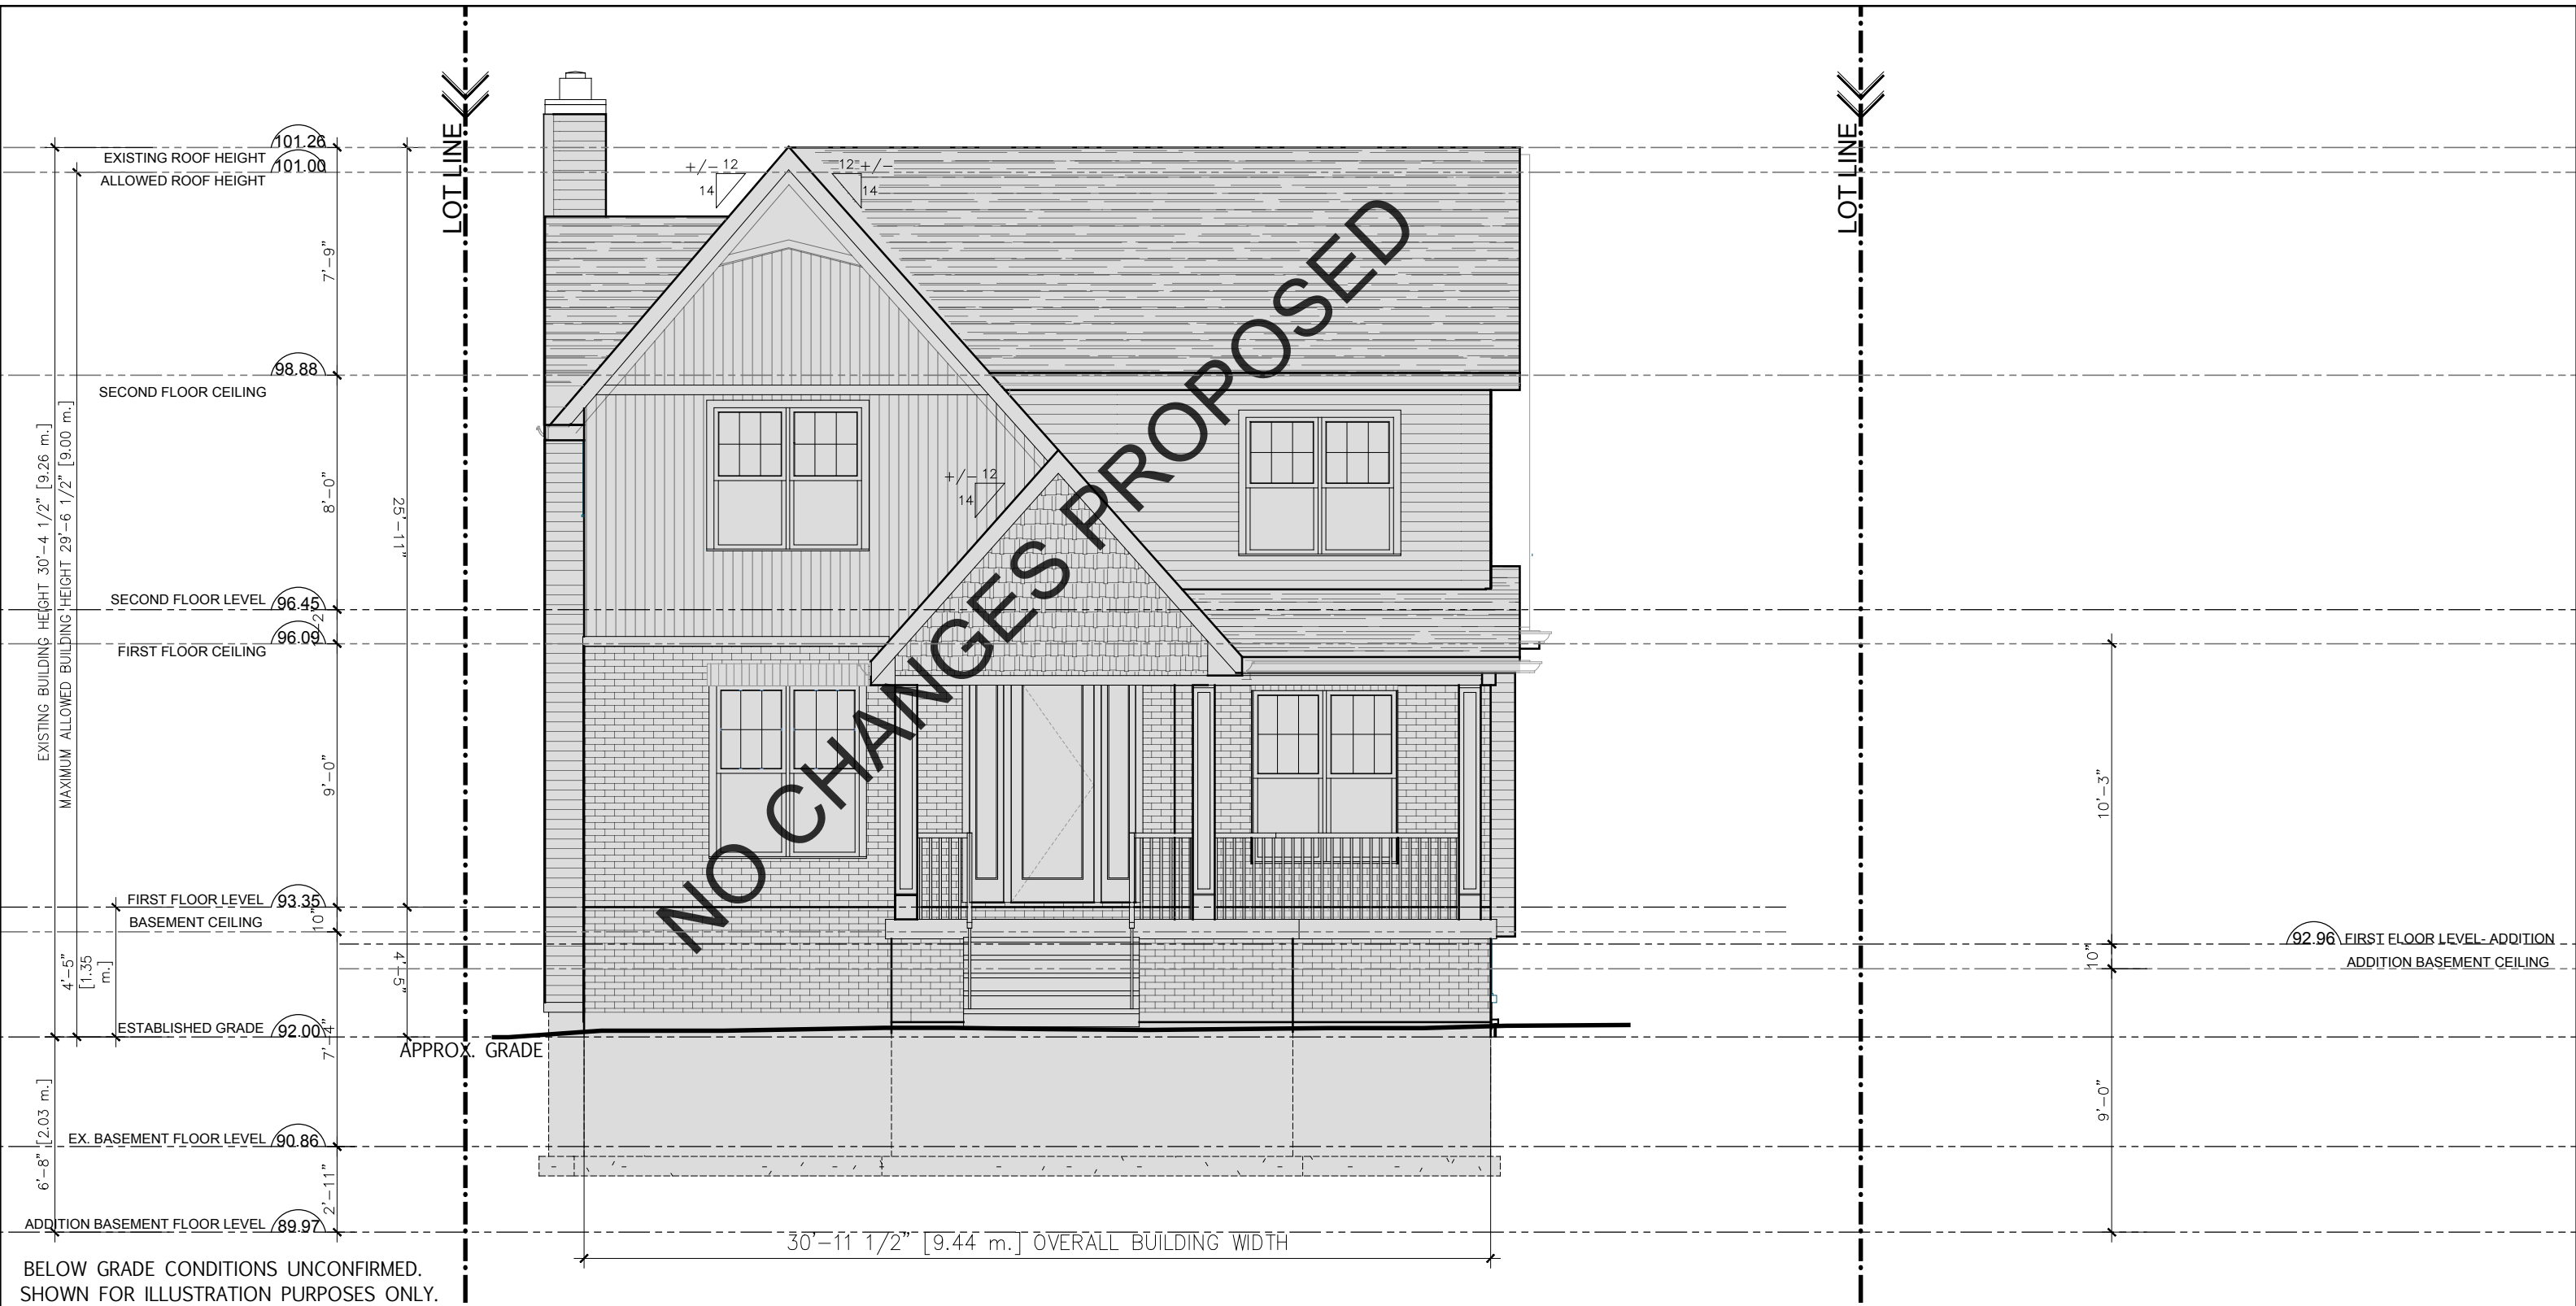 LOT LINE
LOT LINE
101.26
EXISTING ROOF HEIGHT
101.00
ALLOWED ROOF HEIGHT
+/- 12
14
12 +/-
14
7'-9"
98.88
SECOND FLOOR CEILING
EXISTING BUILDING HEIGHT 30'-4 1/2" [9.26 m.]
MAXIMUM ALLOWED BUILDING HEIGHT 29'-6 1/2" [9.00 m.]
8'-0"
25'-11"
+/- 12
14
NO CHANGES PROPOSED
SECOND FLOOR LEVEL 96.45
96.09
FIRST FLOOR CEILING
9'-0"
10'-3"
FIRST FLOOR LEVEL 93.35
BASEMENT CEILING
10"
4'-5"
[1.35
m.]
4'-5"
92.96 FIRST FLOOR LEVEL- ADDITION
10"
ADDITION BASEMENT CEILING
ESTABLISHED GRADE 92.00
7'-4"
APPROX. GRADE
6'-8" [2.03 m.]
9'-0"
EX. BASEMENT FLOOR LEVEL 90.86
2'-11"
ADDITION BASEMENT FLOOR LEVEL 89.97
30'-11 1/2" [9.44 m.] OVERALL BUILDING WIDTH
BELOW GRADE CONDITIONS UNCONFIRMED.
SHOWN FOR ILLUSTRATION PURPOSES ONLY.